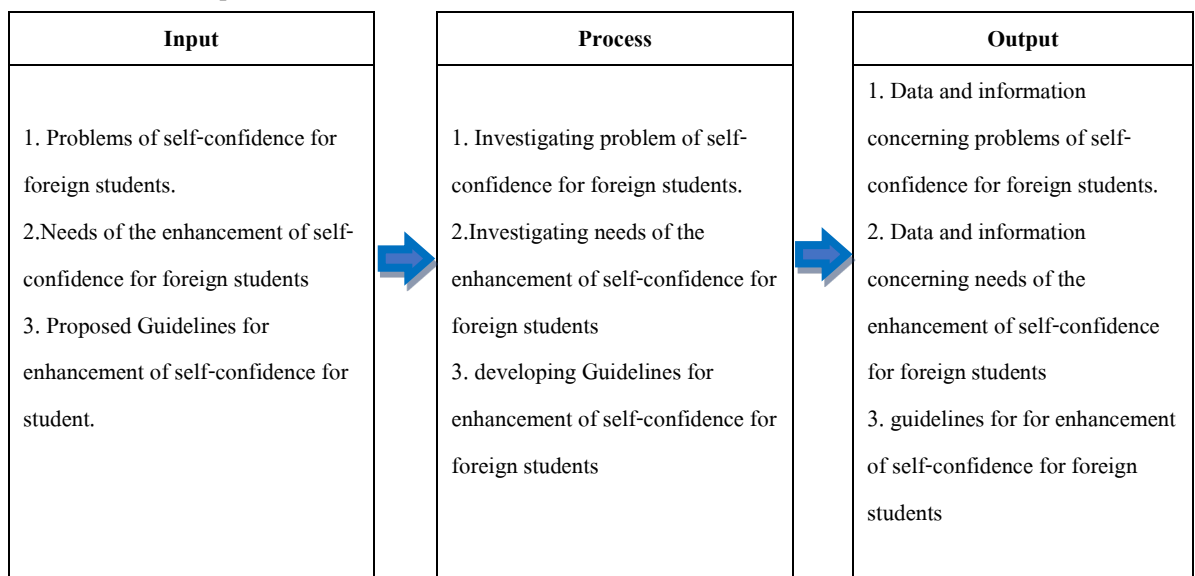 Input
1. Problems of self-confidence for
foreign students.
2.Needs of the enhancement of self-
confidence for foreign students
3. Proposed Guidelines for
enhancement of self-confidence for
student.
Process
1. Investigating problem of self-
confidence for foreign students.
2.Investigating needs of the
enhancement of self-confidence for
foreign students
3. developing Guidelines for
enhancement of self-confidence for
foreign students
Output
1. Data and information
concerning problems of self-
confidence for foreign students.
2. Data and information
concerning needs of the
enhancement of self-confidence
for foreign students
3. guidelines for for enhancement
of self-confidence for foreign
students